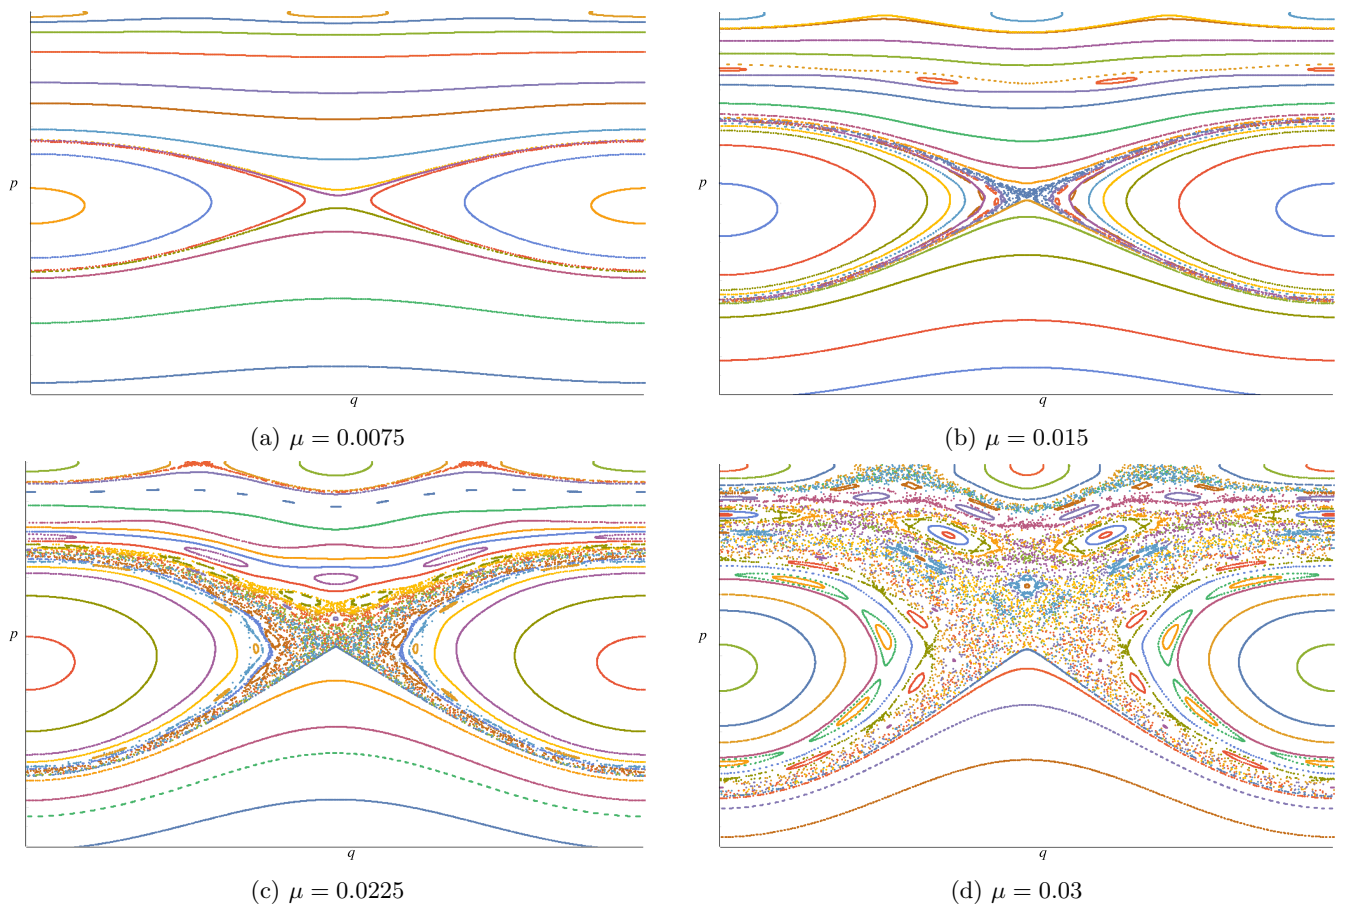 p
q
(a) μ = 0.0075
p
q
(b) μ = 0.015
p
q
(c) μ = 0.0225
p
(d) μ = 0.03
q